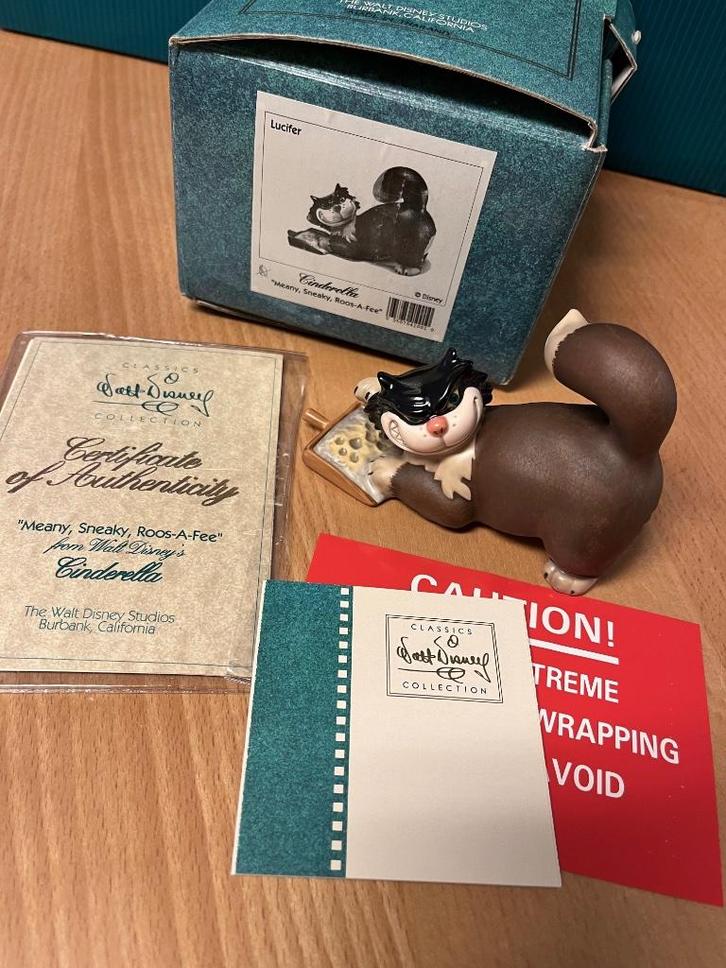 THE WALT DISNEY STUDIOS
BURBANK, CALIFORNIA
Lucifer
Cinderella
© Disney
"Meany, Sneaky, Roos-A-Fee"
CLASSICS
Walt Disney
COLLECTION
Certificate
of Authenticity
"Meany, Sneaky, Roos-A-Fee"
from Walt Disney's
Cinderella
The Walt Disney Studios
Burbank, California
CAUTION!
TREME
WRAPPING
VOID
CLASSICS
Walt Disney
COLLECTION